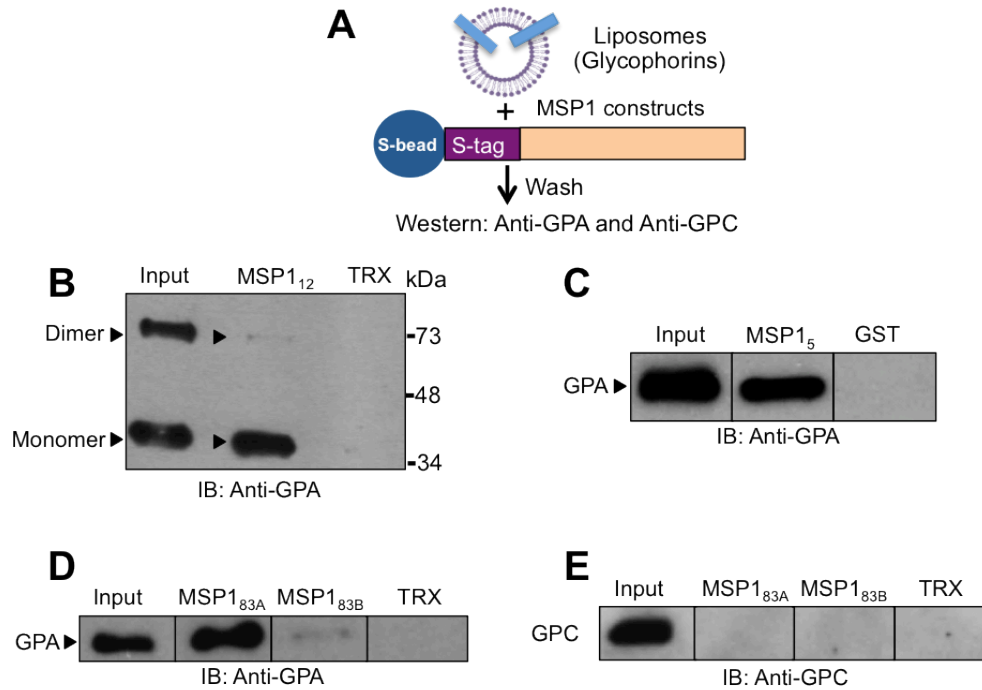 A
Liposomes
(Glycophorins)
+ MSP1 constructs
S-bead S-tag
Wash
Western: Anti-GPA and Anti-GPC
B
Input MSP1₁₂ TRX kDa
Dimer
-73
-48
Monomer
-34
IB: Anti-GPA
C
Input MSP1₅ GST
GPA
IB: Anti-GPA
D
Input MSP1₈₃A MSP1₈₃B TRX
GPA
IB: Anti-GPA
E
Input MSP1₈₃A MSP1₈₃B TRX
GPC
IB: Anti-GPC